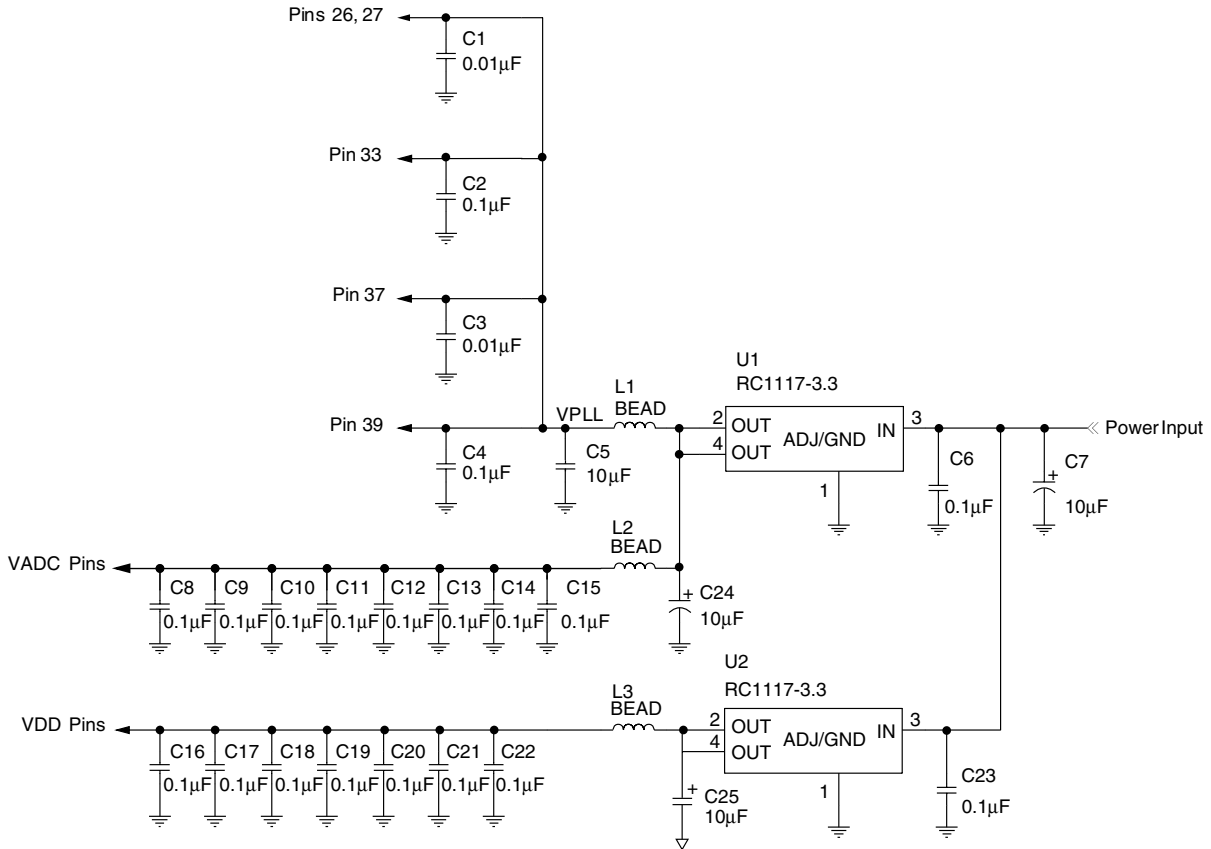 Pins 26, 27
C1
0.01μF
Pin 33
C2
0.1μF
Pin 37
C3
0.01μF
Pin 39
C4
0.1μF
VPLL
C5
10μF
L1
BEAD
U1
RC1117-3.3
2 OUT
4 OUT
ADJ/GND
IN 3
1
C6
0.1μF
C7
+
10μF
Power Input
L2
BEAD
VADC Pins
C8 C9 C10 C11 C12 C13 C14 C15
0.1μF 0.1μF 0.1μF 0.1μF 0.1μF 0.1μF 0.1μF 0.1μF
+ C24
10μF
U2
RC1117-3.3
L3
BEAD
VDD Pins
2 OUT
4 OUT
ADJ/GND
IN 3
1
C16 C17 C18 C19 C20 C21 C22
0.1μF 0.1μF 0.1μF 0.1μF 0.1μF 0.1μF 0.1μF
+ C25
10μF
C23
0.1μF